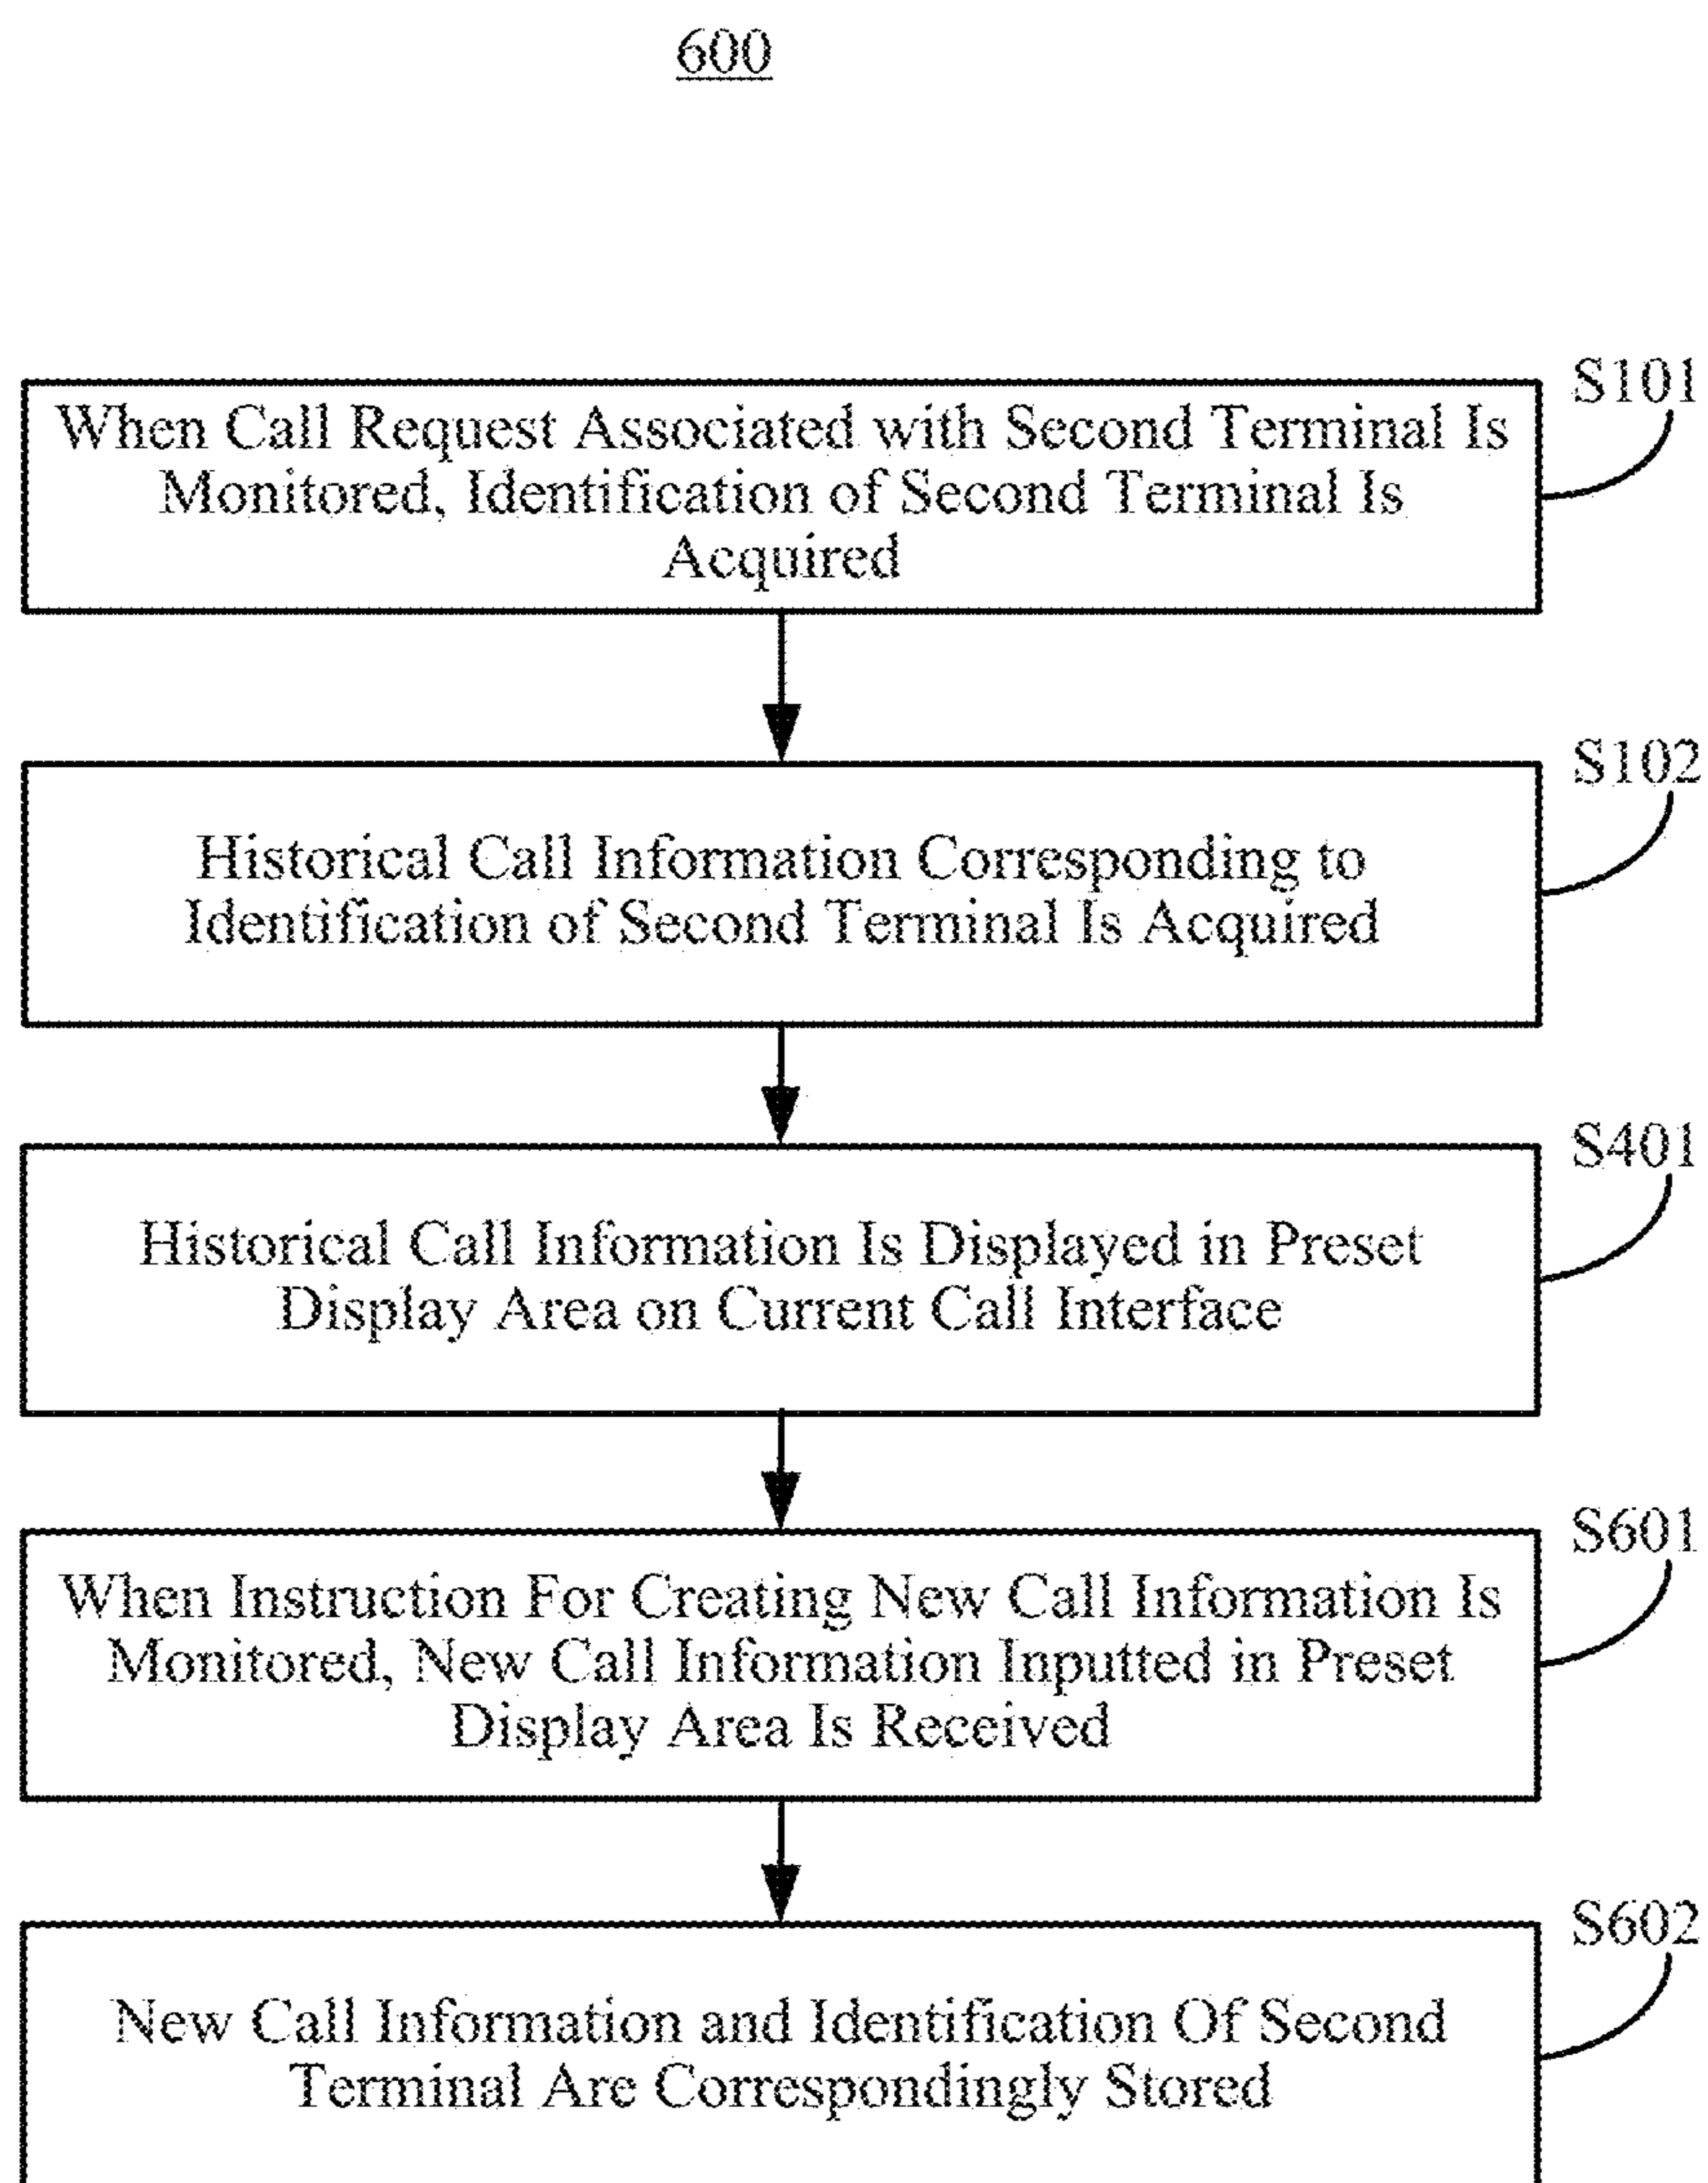 600
S101
When Call Request Associated with Second Terminal Is
Monitored, Identification of Second Terminal Is
Acquired
S102
Historical Call Information Corresponding to
Identification of Second Terminal Is Acquired
S401
Historical Call Information Is Displayed in Preset
Display Area on Current Call Interface
S601
When Instruction For Creating New Call Information Is
Monitored, New Call Information Inputted in Preset
Display Area Is Received
S602
New Call Information and Identification Of Second
Terminal Are Correspondingly Stored